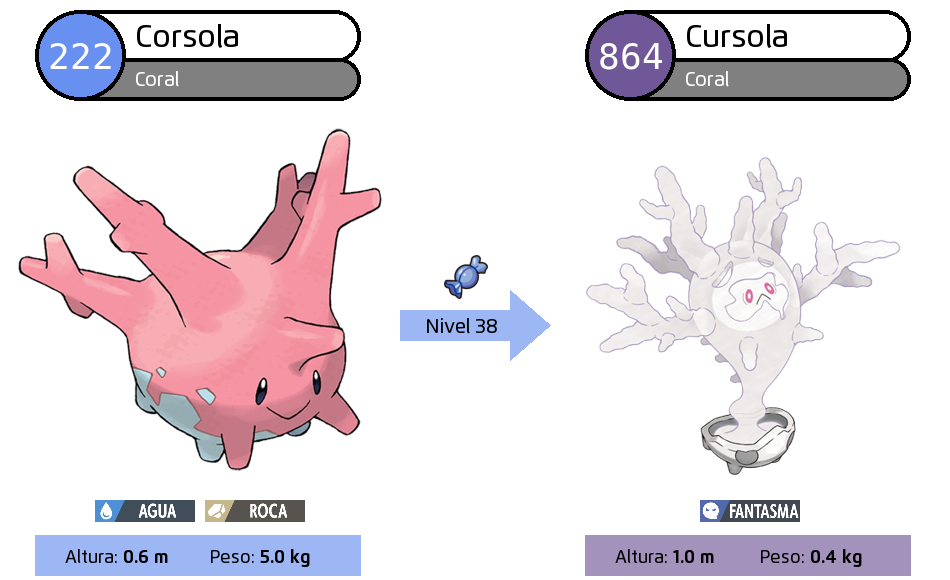 222
Corsola
Coral
864
Cursola
Coral
Nivel 38
AGUA
ROCA
FANTASMA
Altura: 0.6 m Peso: 5.0 kg
Altura: 1.0 m Peso: 0.4 kg